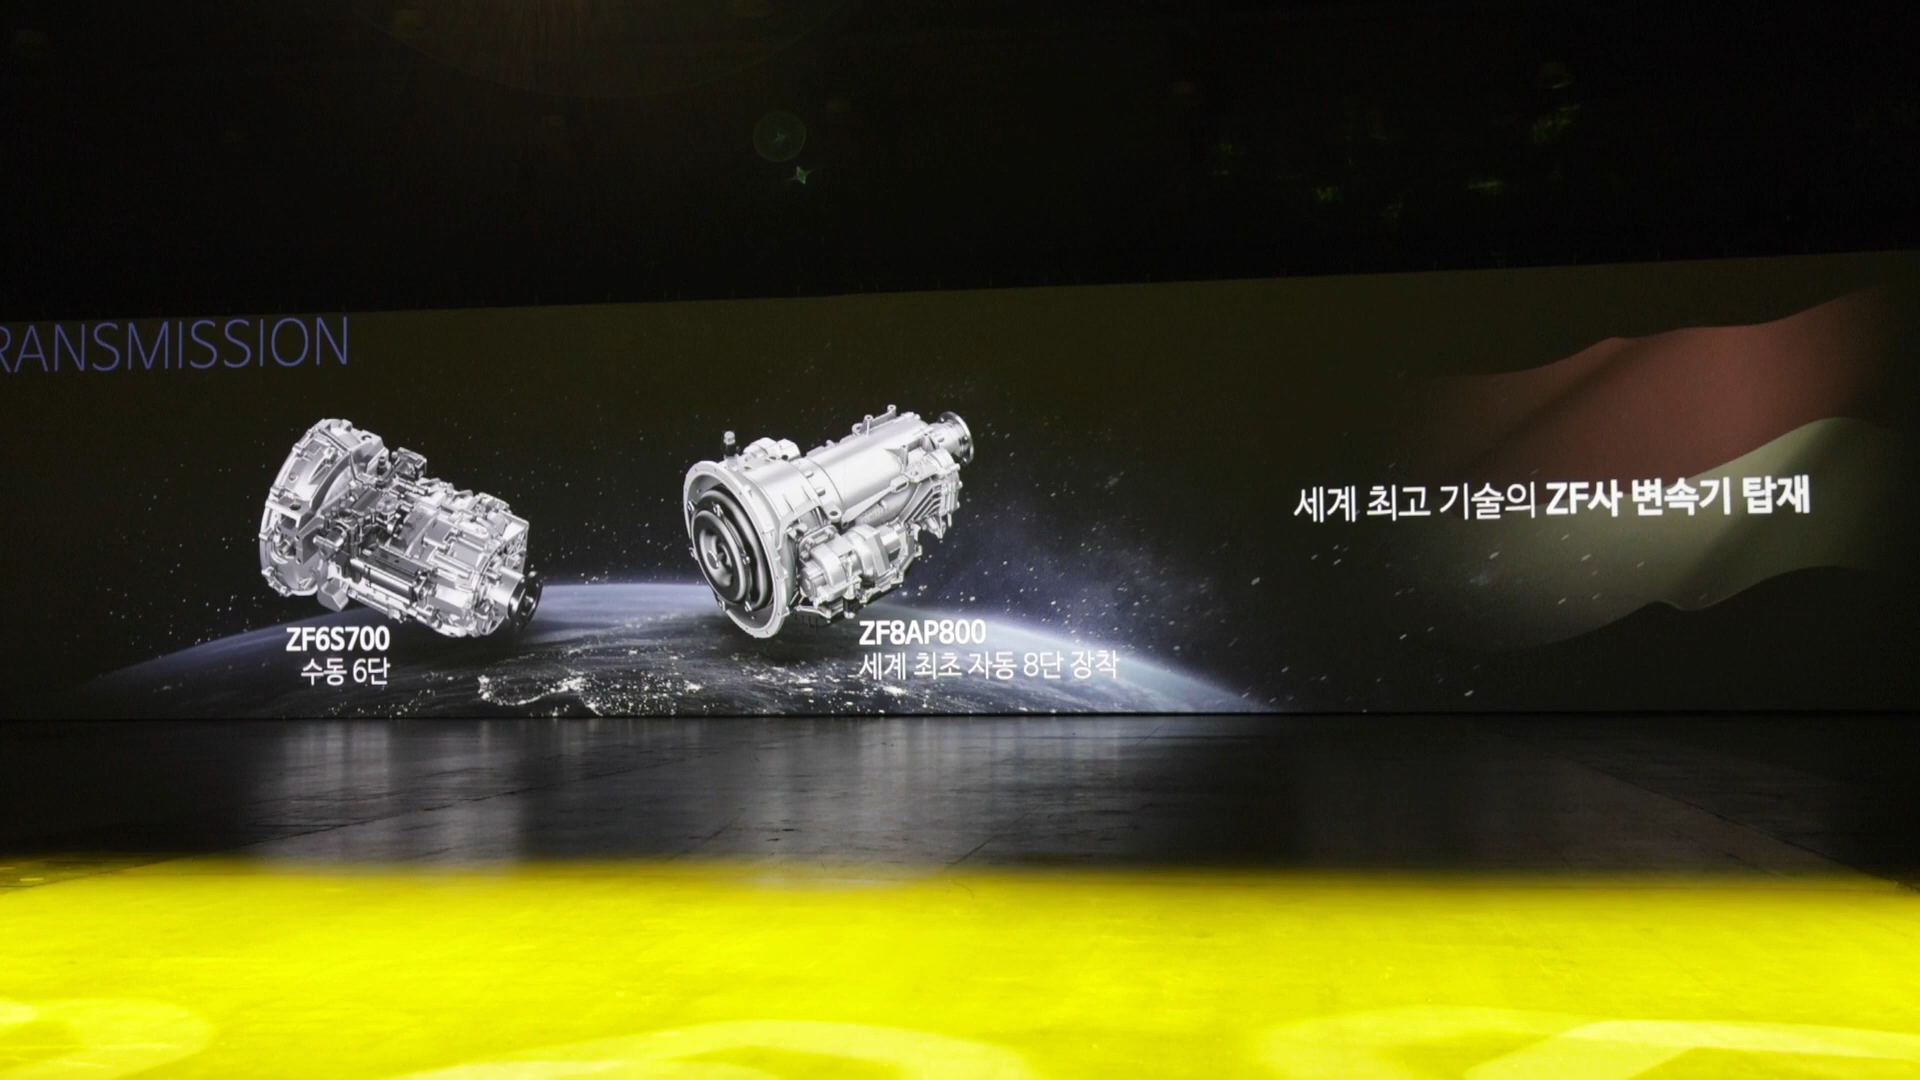 RANSMISSION
ZF6S700
수동 6단
ZF8AP800
세계 최초 자동 8단 장착
세계 최고 기술의 ZF사 변속기 탑재